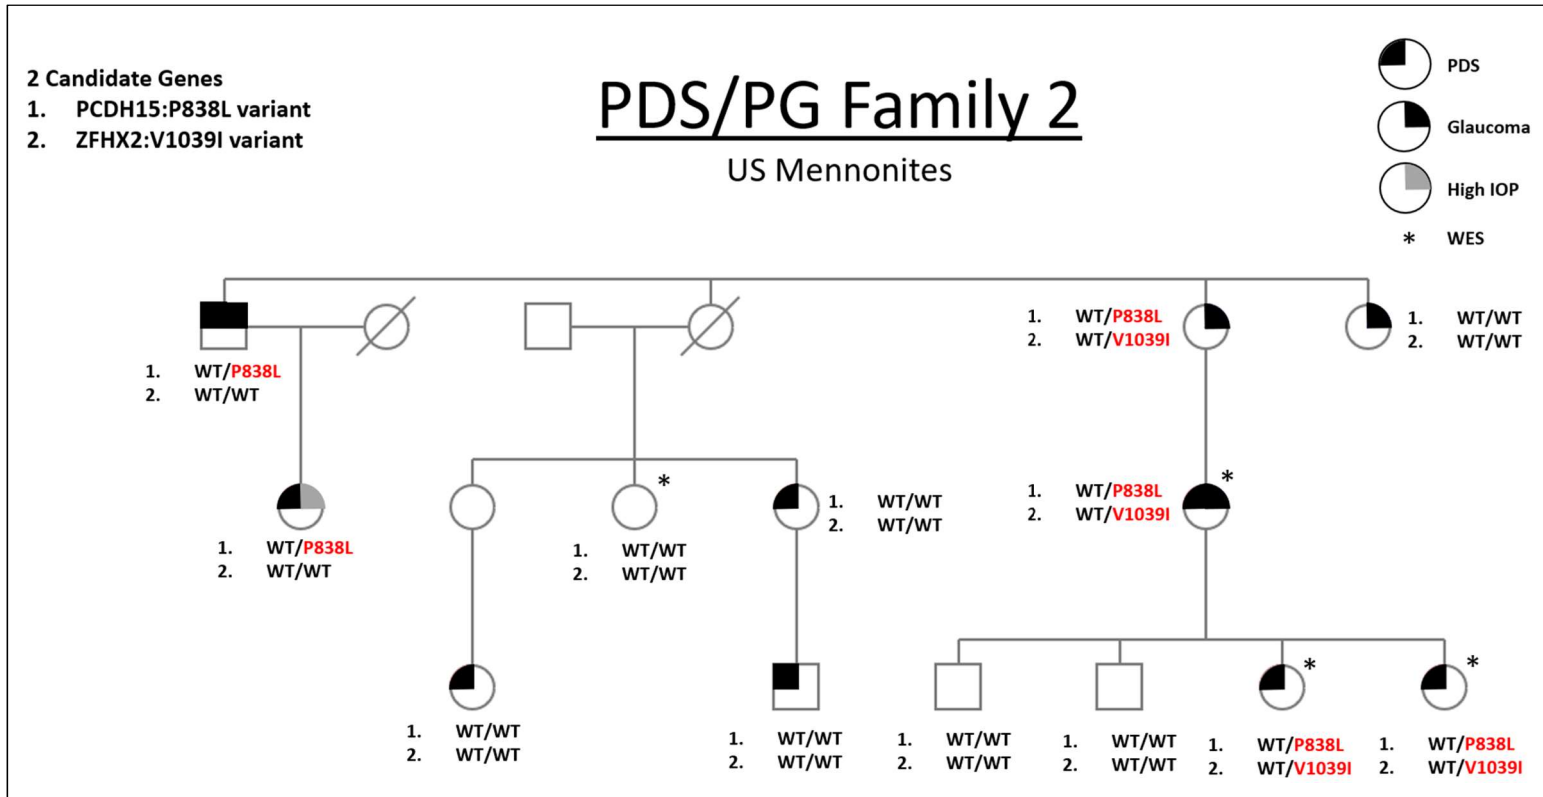 2 Candidate Genes
1. PCDH15:P838L variant
2. ZFHX2:V1039I variant
PDS/PG Family 2
US Mennonites
PDS
Glaucoma
High IOP
* WES
1. WT/P838L
2. WT/WT
1. WT/P838L
2. WT/V1039I
1. WT/WT
2. WT/WT
1. WT/P838L
2. WT/WT
*
1. WT/WT
2. WT/WT
1. WT/WT
2. WT/WT
*
1. WT/P838L
2. WT/V1039I
1. WT/WT
2. WT/WT
1. WT/WT
2. WT/WT
1. WT/WT
2. WT/WT
1. WT/WT
2. WT/WT
*
1. WT/P838L
2. WT/V1039I
*
1. WT/P838L
2. WT/V1039I